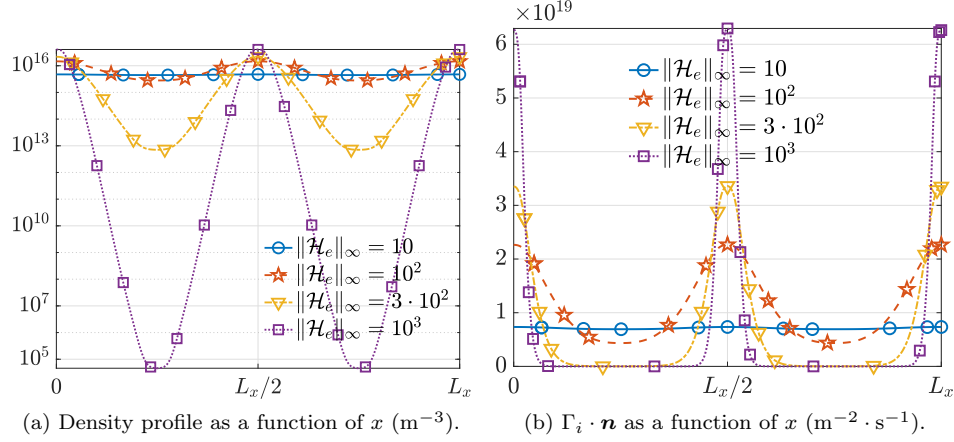 10^16
10^13
10^10
10^7
10^5
‖ℋ_e‖_∞ = 10
‖ℋ_e‖_∞ = 10^2
‖ℋ_e‖_∞ = 3 · 10^2
‖ℋ_e‖_∞ = 10^3
0
L_x/2
L_x
(a) Density profile as a function of x (m^−3).
×10^19
6
5
4
3
2
1
0
‖ℋ_e‖_∞ = 10
‖ℋ_e‖_∞ = 10^2
‖ℋ_e‖_∞ = 3 · 10^2
‖ℋ_e‖_∞ = 10^3
0
L_x/2
L_x
(b) Γ_i · n as a function of x (m^−2 · s^−1).